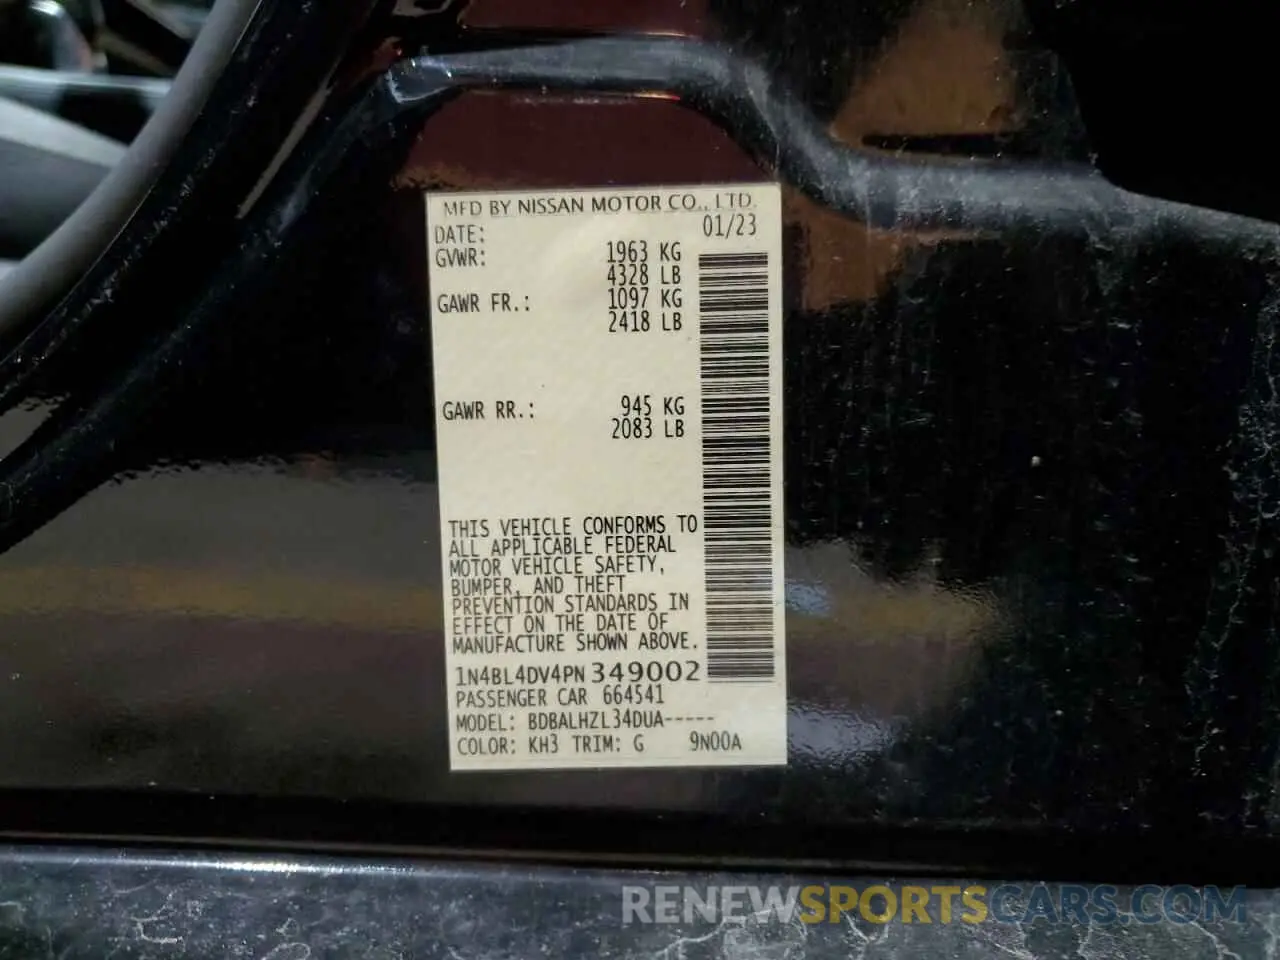 MFD BY NISSAN MOTOR CO., LTD.
DATE: 01/23
GVWR: 1963 KG
4328 LB
GAWR FR.: 1097 KG
2418 LB
GAWR RR.: 945 KG
2083 LB
THIS VEHICLE CONFORMS TO
ALL APPLICABLE FEDERAL
MOTOR VEHICLE SAFETY,
BUMPER, AND THEFT
PREVENTION STANDARDS IN
EFFECT ON THE DATE OF
MANUFACTURE SHOWN ABOVE.
1N4BL4DV4PN349002
PASSENGER CAR 664541
MODEL: BDBALHZL34DUA-----
COLOR: KH3 TRIM: G 9N00A
RENEWSPORTSCARS.COM